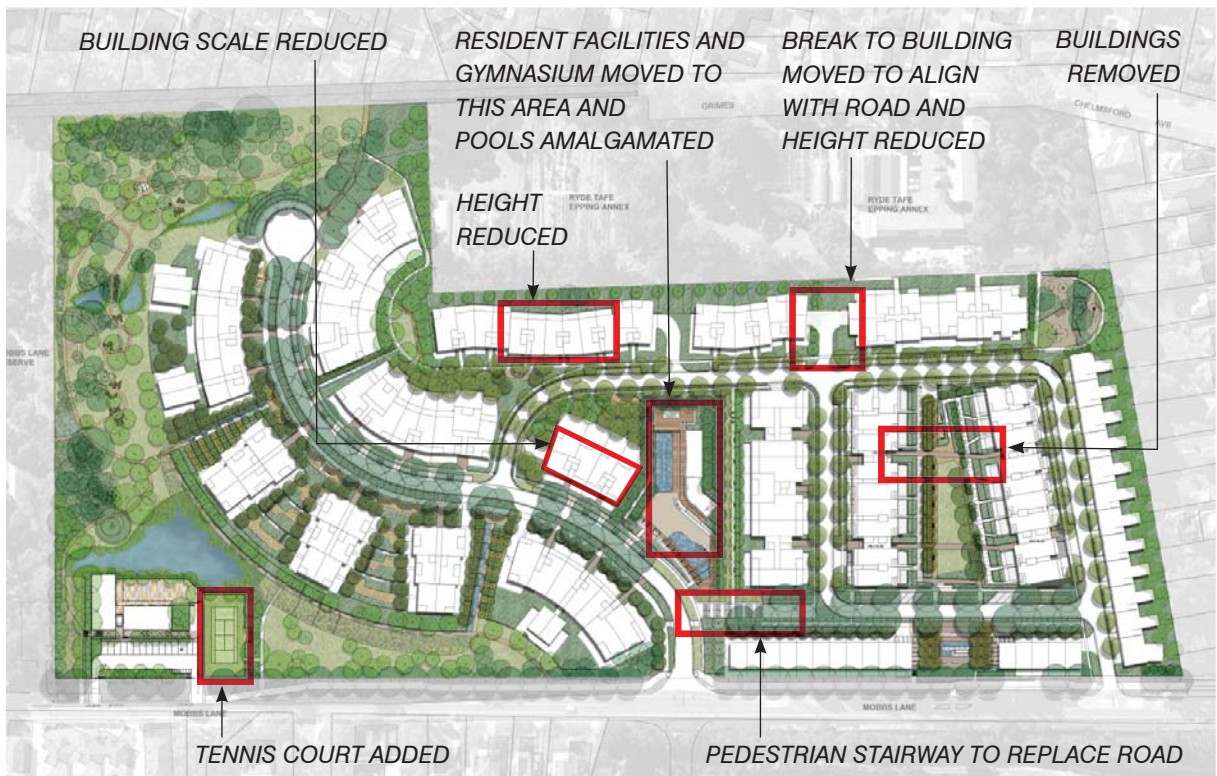 BUILDING SCALE REDUCED
RESIDENT FACILITIES AND
GYMNASIUM MOVED TO
THIS AREA AND
POOLS AMALGAMATED
BREAK TO BUILDING
MOVED TO ALIGN
WITH ROAD AND
HEIGHT REDUCED
BUILDINGS
REMOVED
GRIMES
CHELMSFORD AVE
HEIGHT
REDUCED
RYDE TAFE
EPPING ANNEX
RYDE TAFE
EPPING ANNEX
MOBBS LANE
MOBBS LANE
TENNIS COURT ADDED
PEDESTRIAN STAIRWAY TO REPLACE ROAD